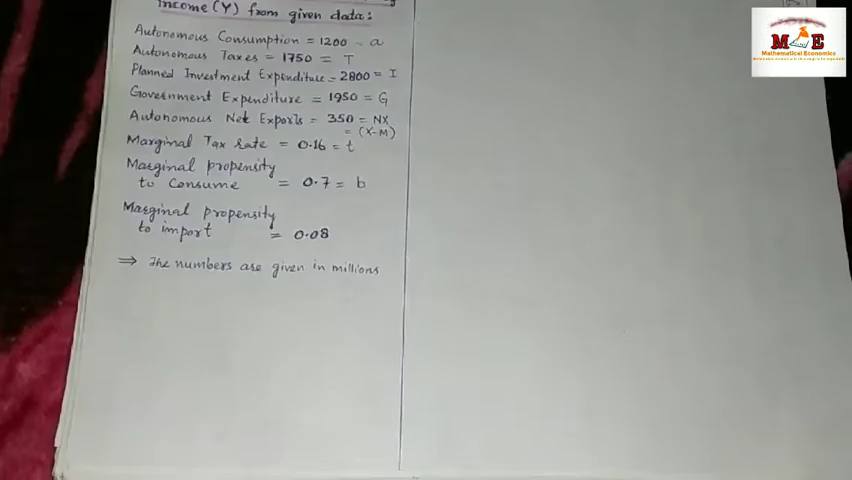 income (Y) from given data:
Autonomous Consumption = 1200 - a
Autonomous Taxes = 1750 = T
Planned Investment Expenditure = 2800 = I
Government Expenditure = 1950 = G
Autonomous Net Exports = 350 = NX
= (X-M)
Marginal Tax rate = 0.16 = t
Marginal propensity
to Consume = 0.7 = b
Marginal propensity
to import = 0.08
⇒ The numbers are given in millions
M E
Mathematical Economics